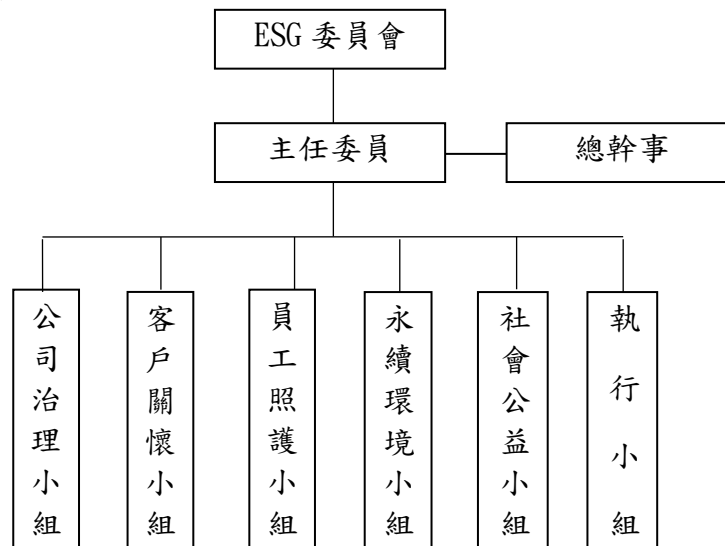 ESG 委員會
主任委員
總幹事
公司治理小組
客戶關懷小組
員工照護小組
永續環境小組
社會公益小組
執行小組